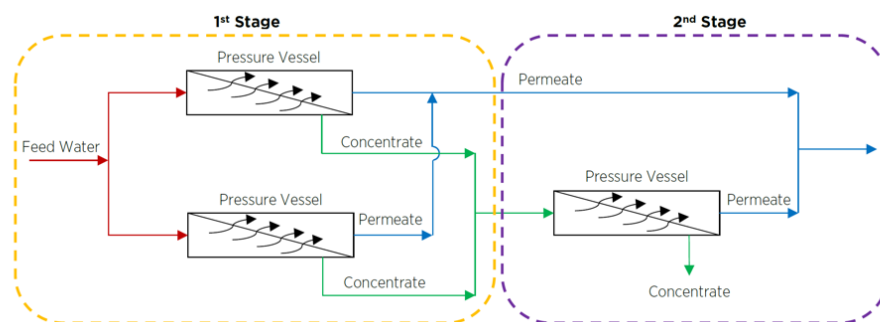 1st Stage
2nd Stage
Pressure Vessel
Permeate
Feed Water
Concentrate
Pressure Vessel
Pressure Vessel
Permeate
Permeate
Concentrate
Concentrate